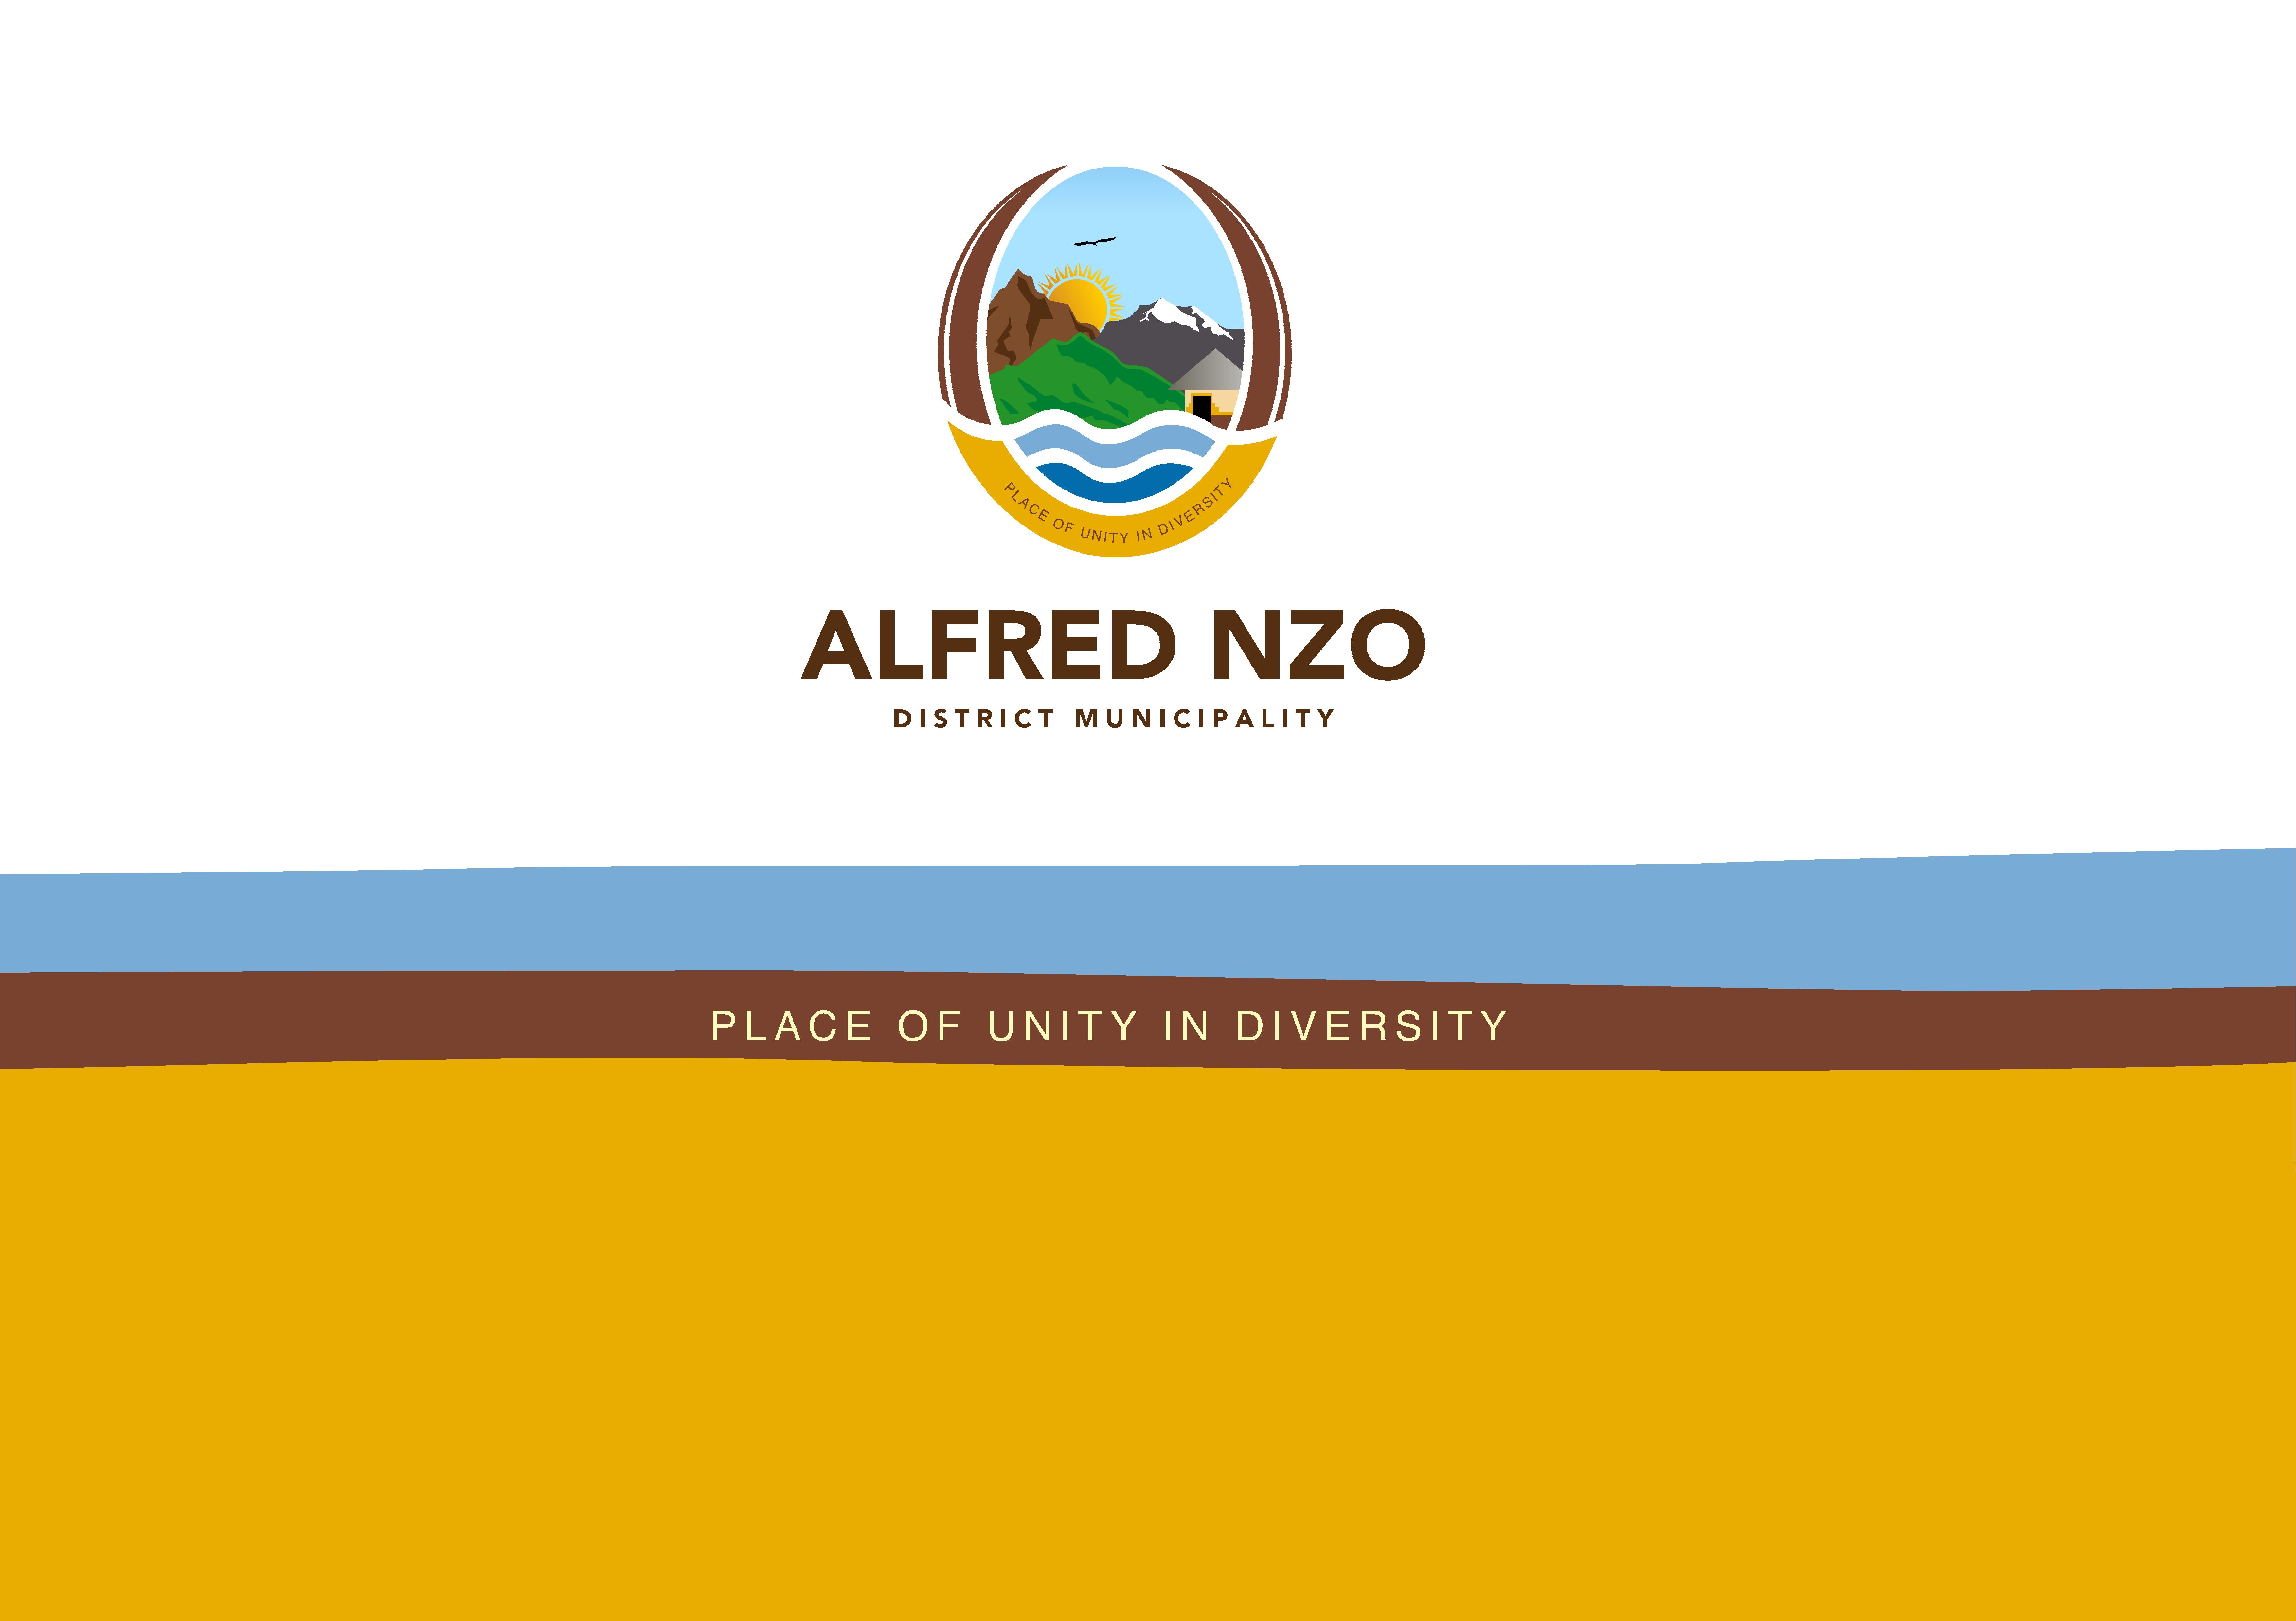 PLACE OF UNITY IN DIVERSITY
ALFRED NZO
DISTRICT MUNICIPALITY
PLACE OF UNITY IN DIVERSITY